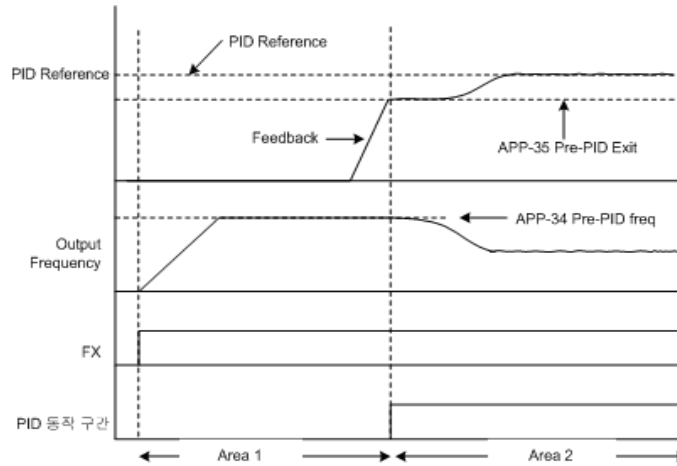 PID Reference
PID Reference
Feedback
APP-35 Pre-PID Exit
APP-34 Pre-PID freq
Output
Frequency
FX
PID 동작 구간
Area 1
Area 2